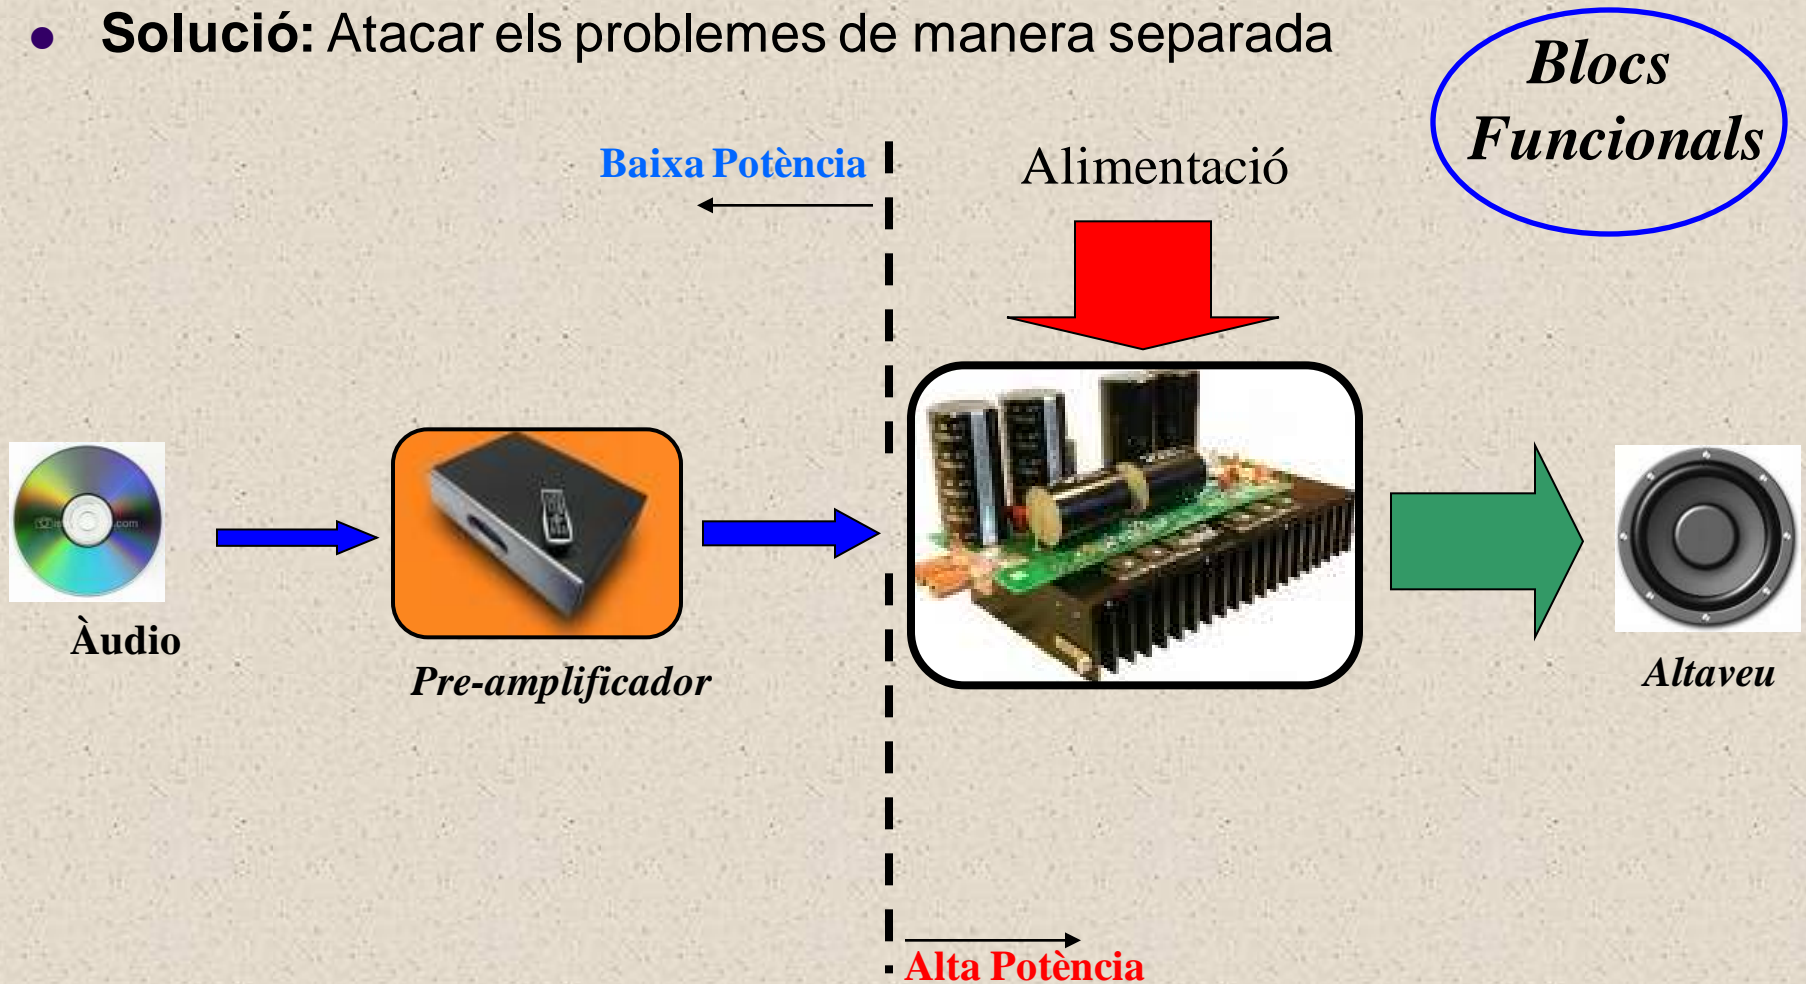 Solució: Atacar els problemes de manera separada
Blocs
Funcionals
Baixa Potència
Alimentació
Àudio
Pre-amplificador
Altaveu
Alta Potència